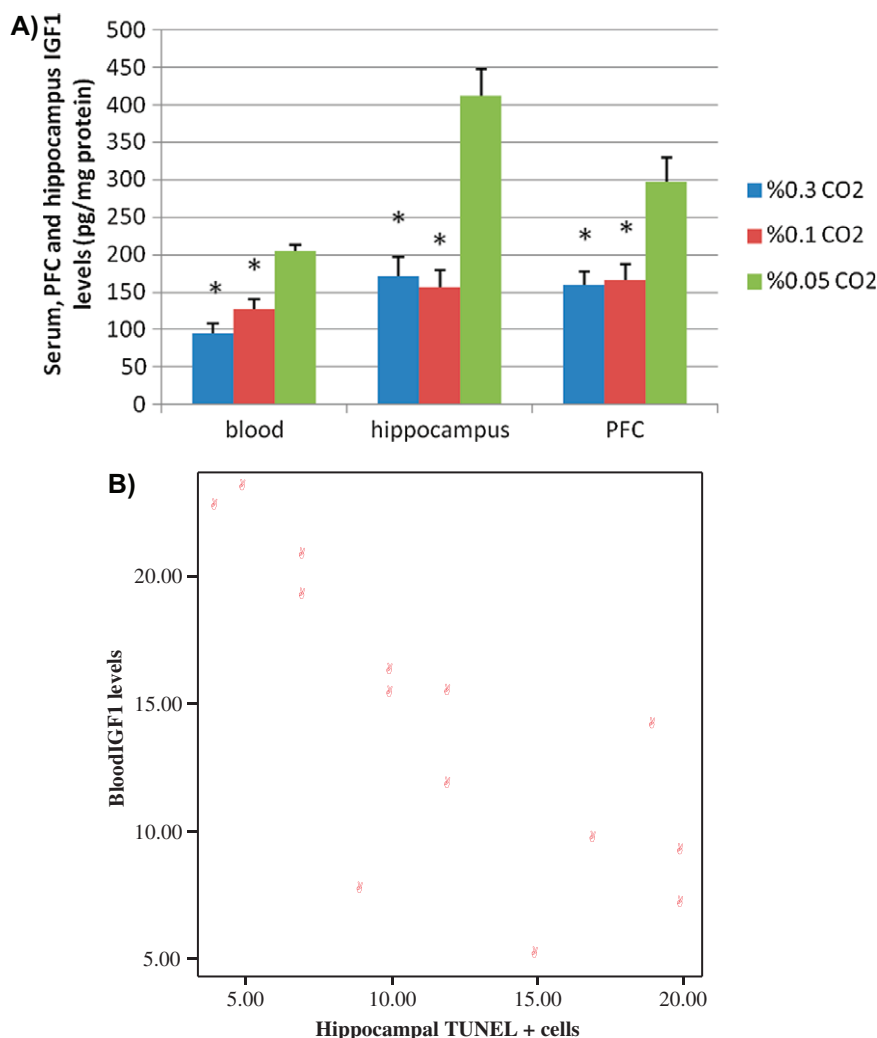 A)
Serum, PFC and hippocampus IGF1
levels (pg/mg protein)
500
450
400
350
300
250
200
150
100
50
0
* * * * * *
blood hippocampus PFC
%0.3 CO2
%0.1 CO2
%0.05 CO2
B)
BloodIGF1 levels
20.00
15.00
10.00
5.00
5.00 10.00 15.00 20.00
Hippocampal TUNEL + cells